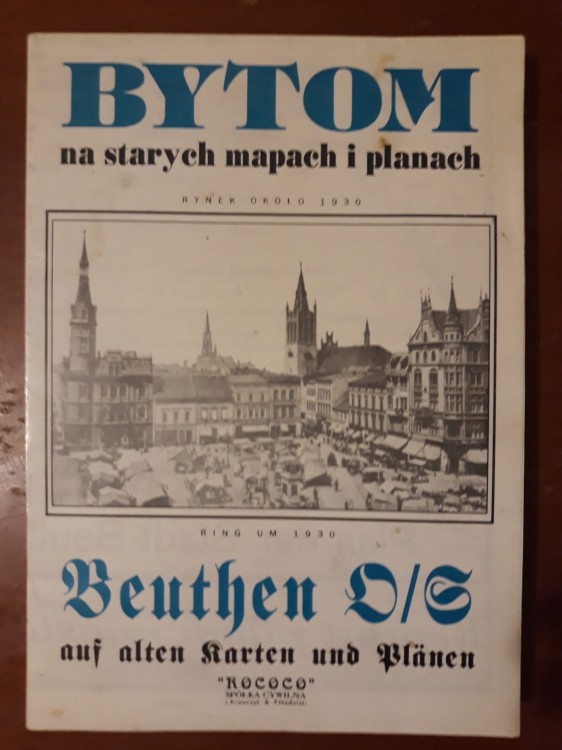 BYTOM
na starych mapach i planach
RYNEK OKOŁO 1930
RING UM 1930
Beuthen O/S
auf alten Karten und Plänen
"ROCOCO"
SPÓŁKA CYWILNA